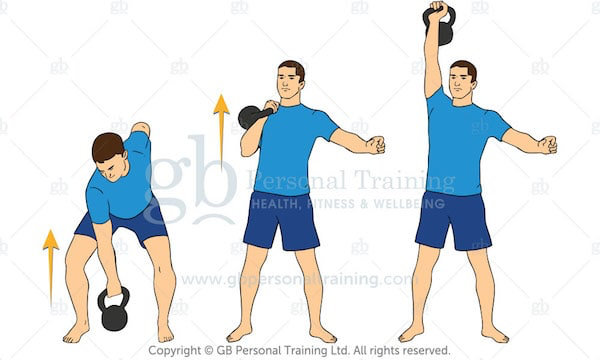 gb Personal Training
HEALTH, FITNESS & WELLBEING
www.gbpersonaltraining.com
Copyright © GB Personal Training Ltd. All rights reserved.